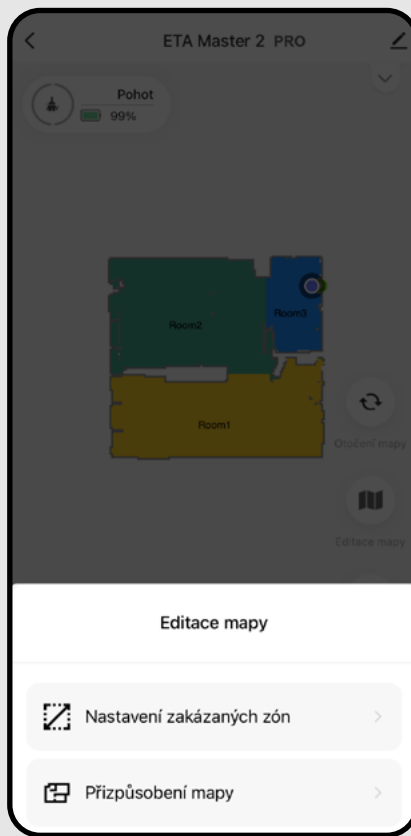 ETA Master 2 PRO
Pohot
99%
Room2
Room3
Room1
Otočení mapy
Editace mapy
Editace mapy
Nastavení zakázaných zón
Přizpůsobení mapy